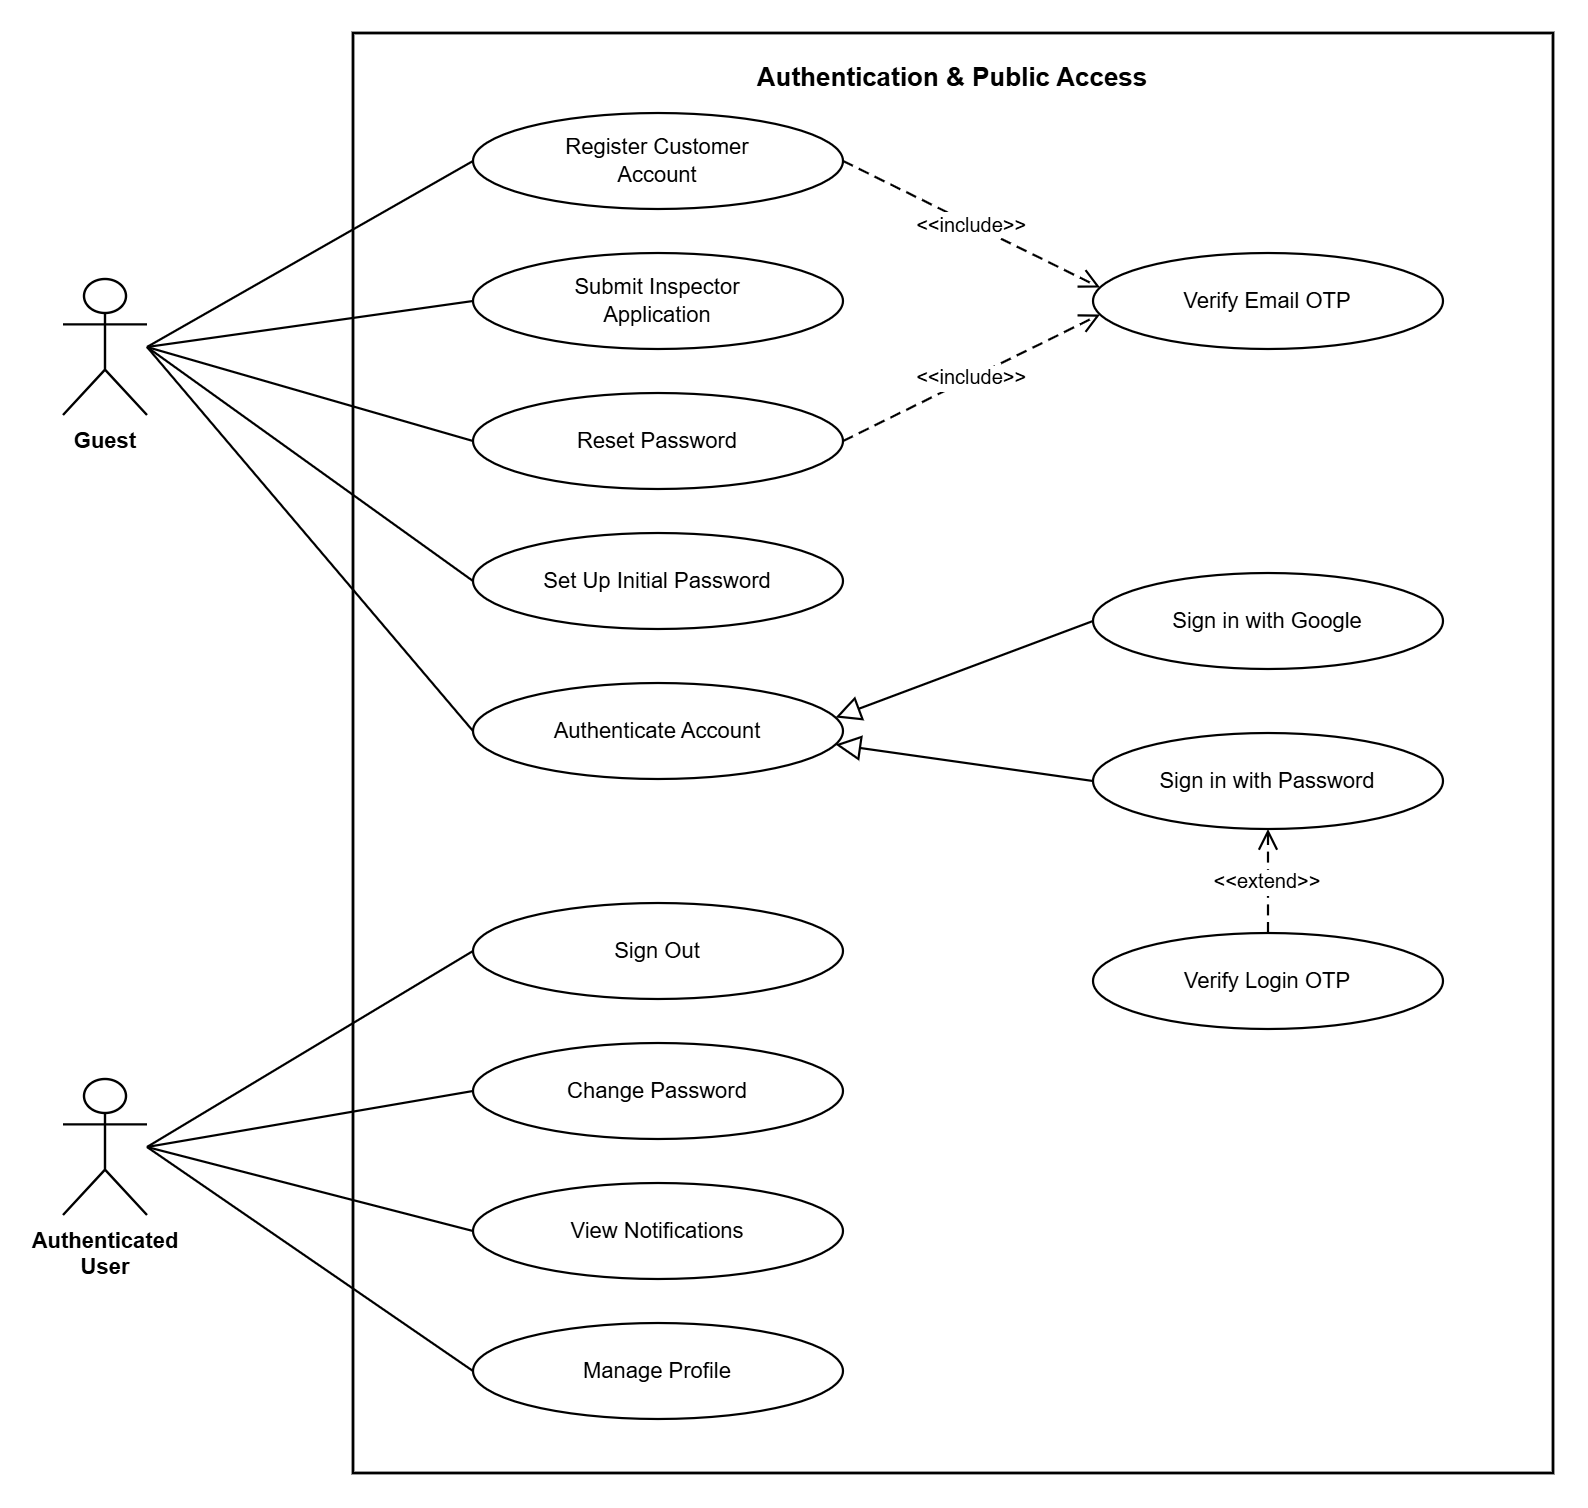 Authentication & Public Access
Register Customer
Account
<<include>>
Submit Inspector
Application
Verify Email OTP
<<include>>
Reset Password
Guest
Set Up Initial Password
Sign in with Google
Authenticate Account
Sign in with Password
<<extend>>
Sign Out
Verify Login OTP
Change Password
View Notifications
Authenticated
User
Manage Profile